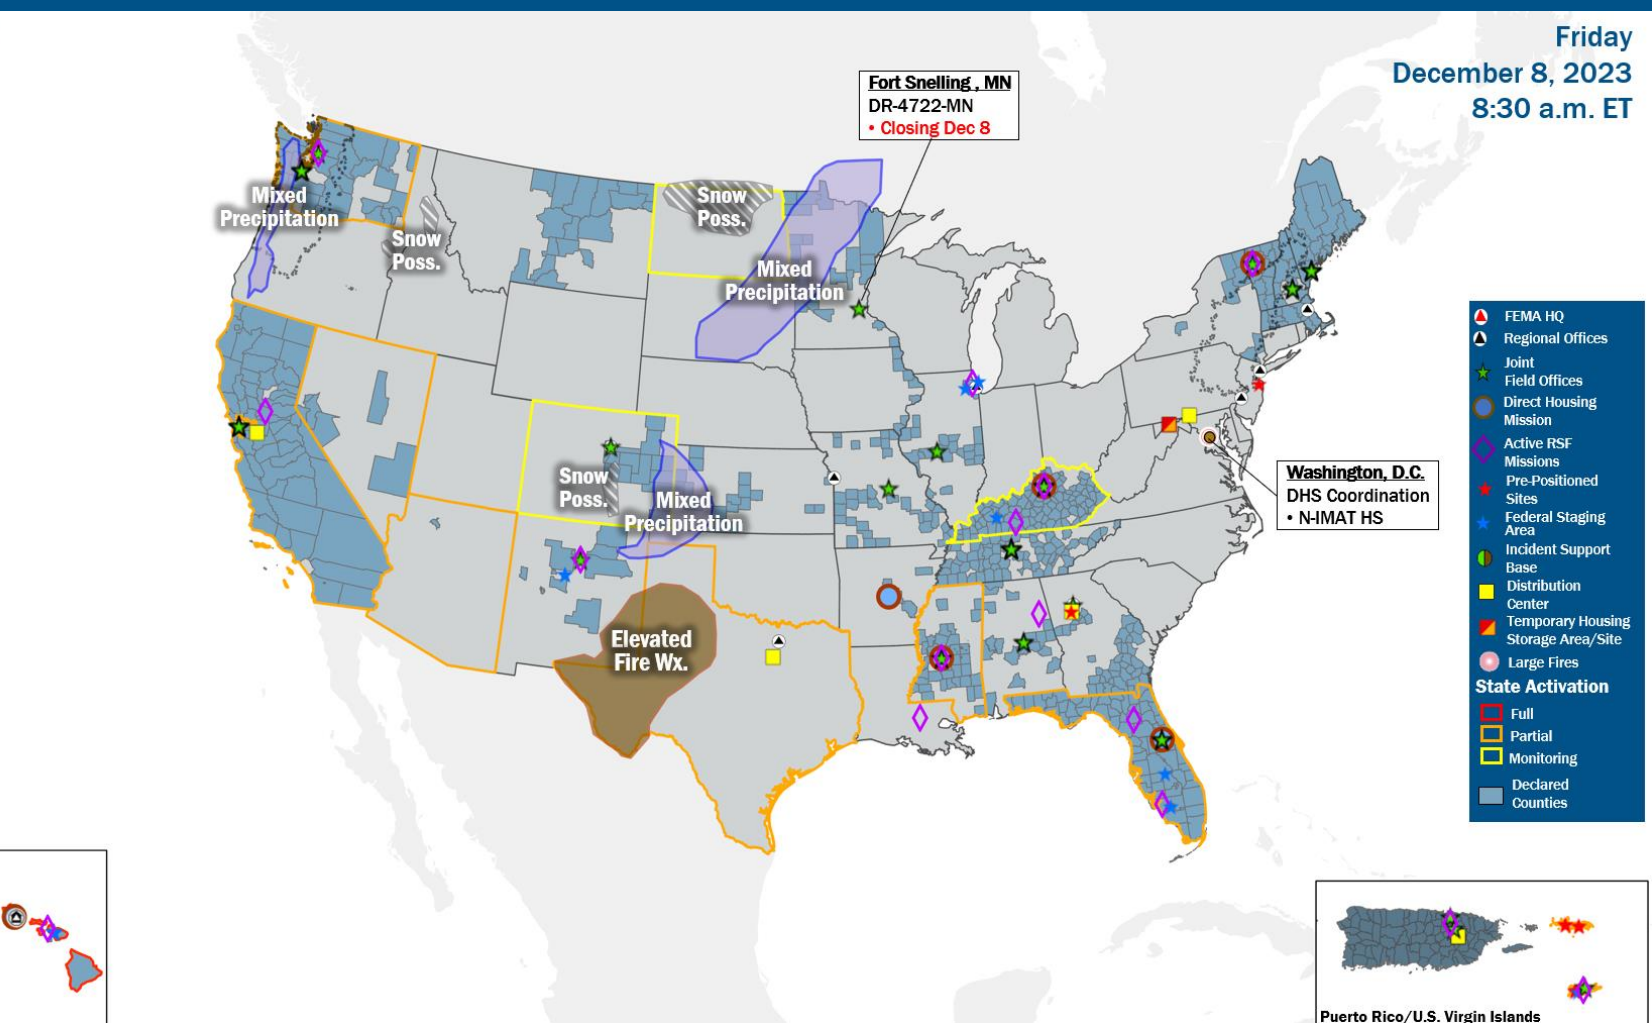 Friday
December 8, 2023
8:30 a.m. ET
Fort Snelling , MN
DR-4722-MN
• Closing Dec 8
Mixed
Precipitation
Snow
Poss.
Snow
Poss.
Mixed
Precipitation
Snow
Poss.
Mixed
Precipitation
Elevated
Fire Wx.
Washington, D.C.
DHS Coordination
• N-IMAT HS
FEMA HQ
Regional Offices
Joint
Field Offices
Direct Housing
Mission
Active RSF
Missions
Pre-Positioned
Sites
Federal Staging
Area
Incident Support
Base
Distribution
Center
Temporary Housing
Storage Area/Site
Large Fires
State Activation
Full
Partial
Monitoring
Declared
Counties
Puerto Rico/U.S. Virgin Islands